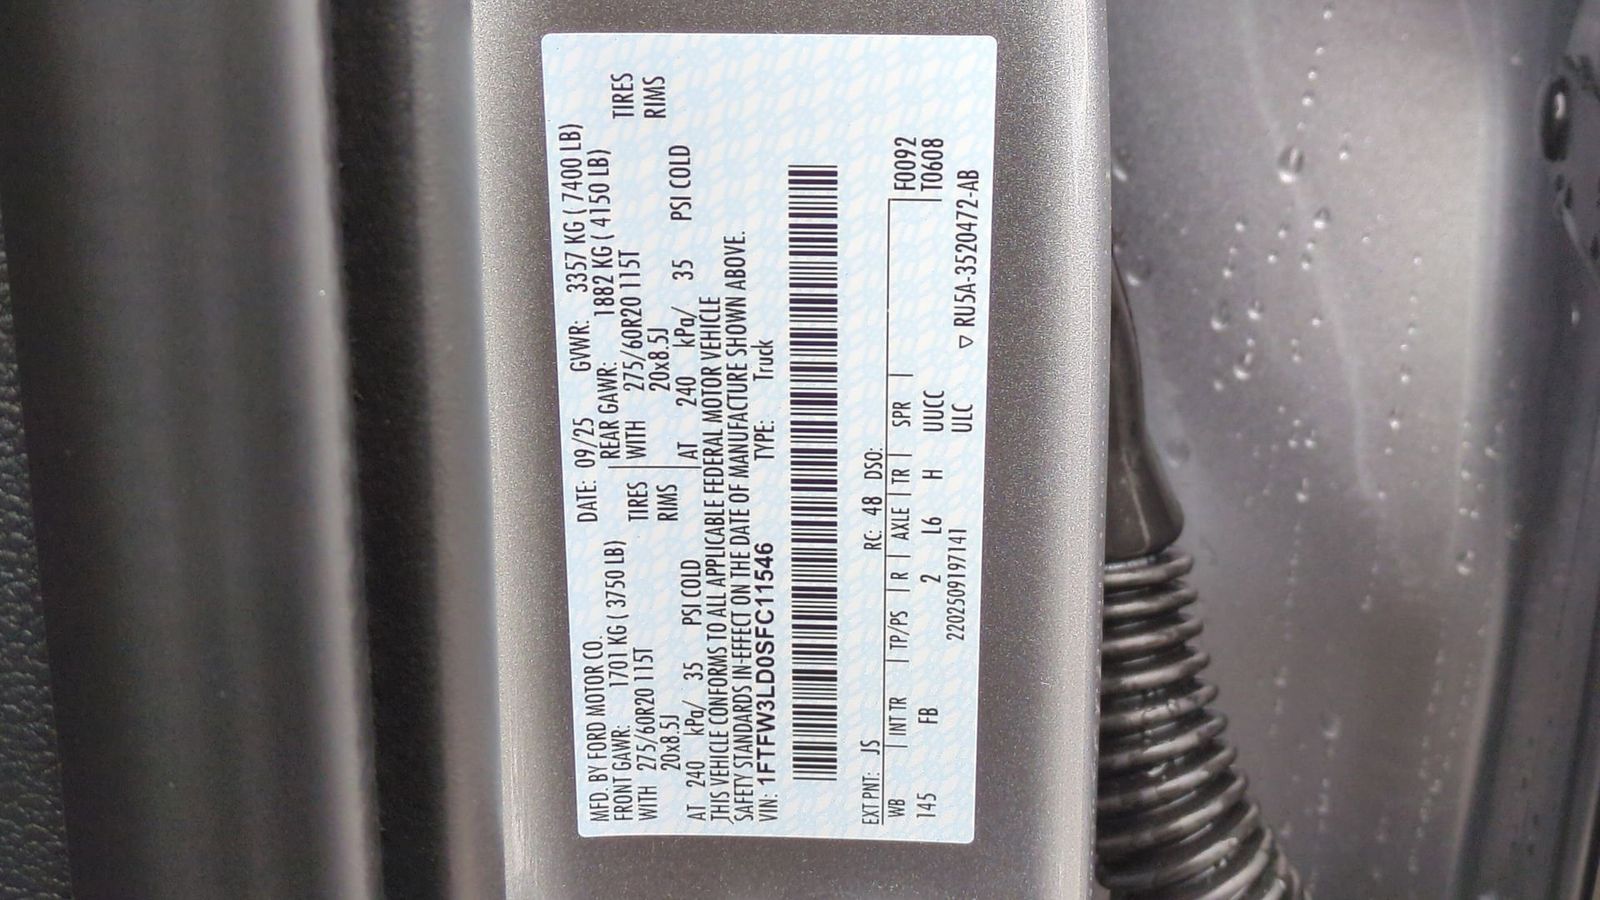 MFD. BY FORD MOTOR CO. DATE: 09/25 GVWR: 3357 KG ( 7400 LB)
FRONT GAWR: 1701 KG ( 3750 LB) REAR GAWR: 1882 KG ( 4150 LB)
WITH 275/60R20 115T TIRES WITH 275/60R20 115T TIRES
20x8.5J RIMS 20x8.5J RIMS
AT 240 kPa/ 35 PSI COLD AT 240 kPa/ 35 PSI COLD
THIS VEHICLE CONFORMS TO ALL APPLICABLE FEDERAL MOTOR VEHICLE
SAFETY STANDARDS IN EFFECT ON THE DATE OF MANUFACTURE SHOWN ABOVE.
VIN: 1FTFW3LD0SFC11546 TYPE: Truck
EXT PNT: JS RC: 48 DSO:
WB INT TR TP/PS R AXLE TR SPR F0092
145 FB 2 L6 H UUCC T0608
2202509197141 ULC ▽ RU5A-3520472-AB